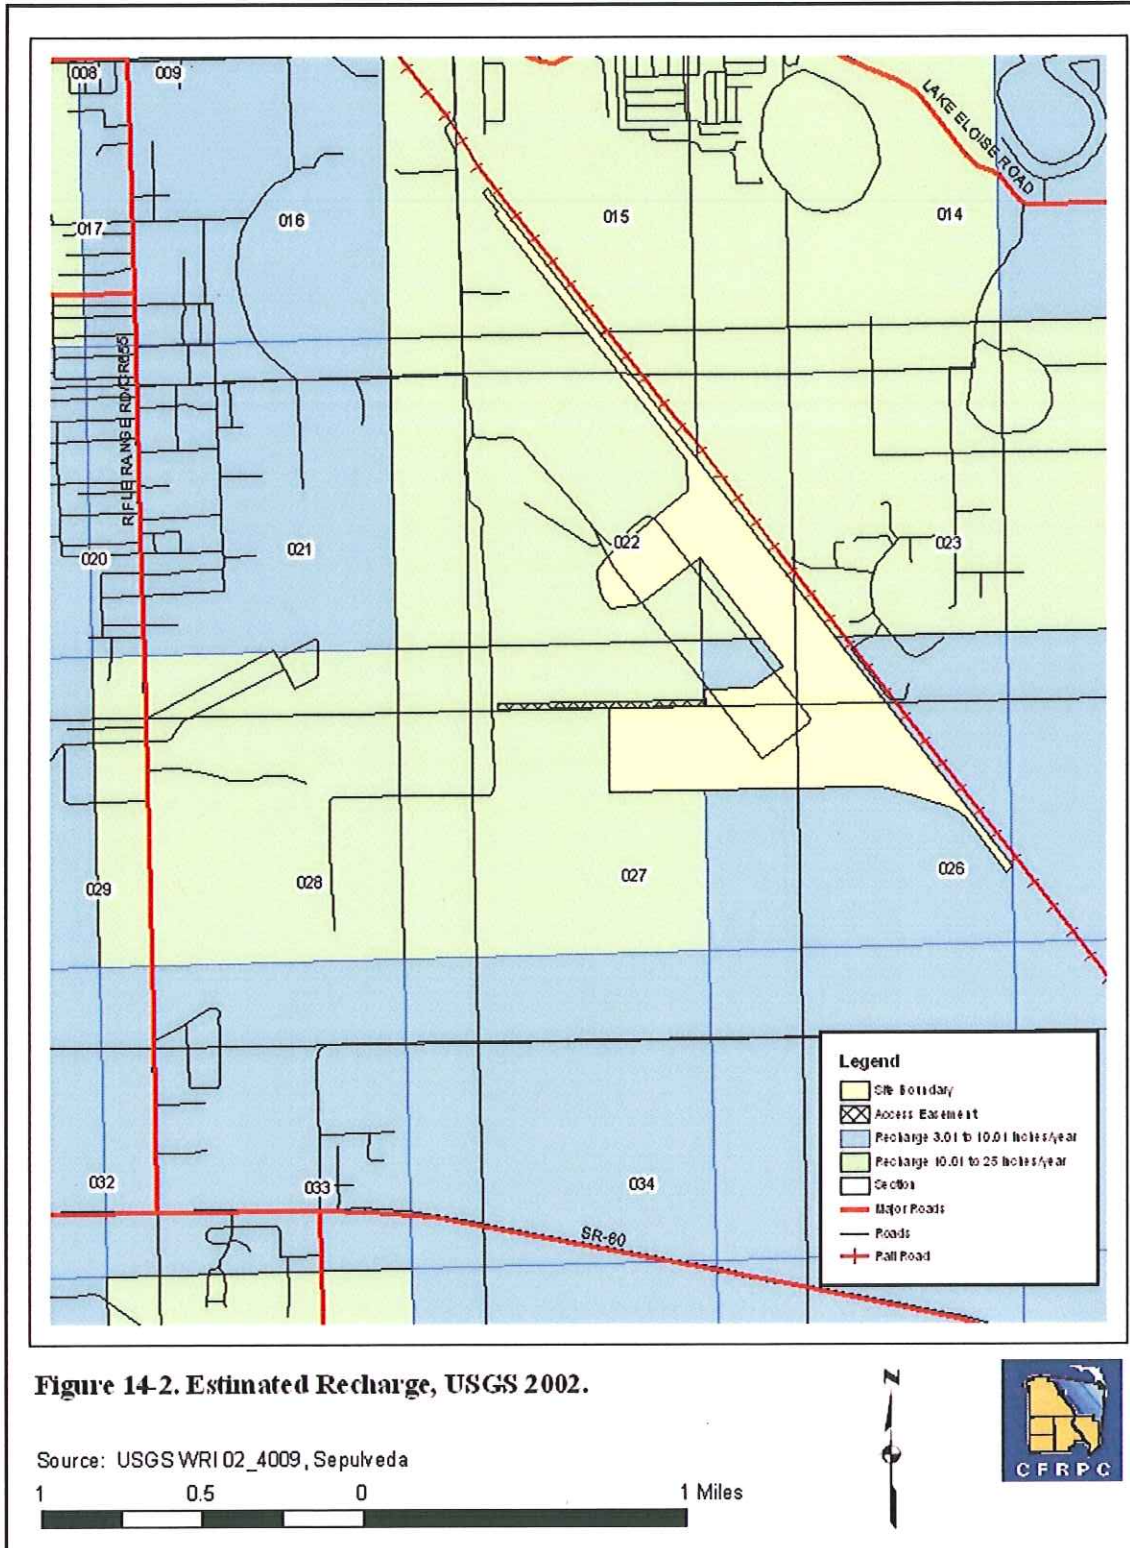 008
009
LAKE ELOISE ROAD
017
016
015
014
RIFLE RANGE RD/CR655
020
021
022
023
029
028
027
026
032
033
034
SR-60
Legend
Site Boundary
Access Easement
Recharge 3.01 to 10.01 Inches/year
Recharge 10.01 to 25 Inches/year
Section
Major Roads
Roads
Rail Road
Figure 14-2. Estimated Recharge, USGS 2002.
Source: USGS WRI 02_4009, Sepulveda
1 0.5 0 1 Miles
N
CFRPC